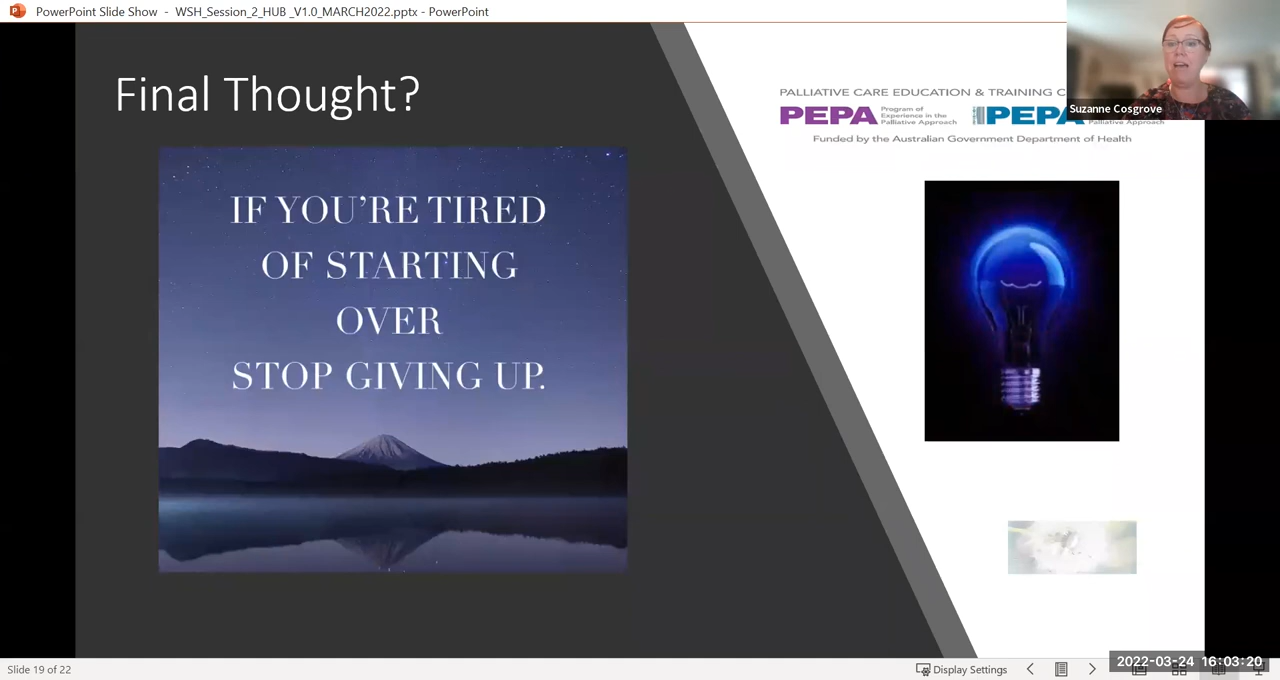 PowerPoint Slide Show - WSH_Session_2_HUB _V1.0_MARCH2022.pptx - PowerPoint
Final Thought?
IF YOU’RE TIRED
OF STARTING
OVER
STOP GIVING UP.
PALLIATIVE CARE EDUCATION & TRAINING
PEPA Program of
Experience in the
Palliative Approach
PEPA
Palliative Approach
Funded by the Australian Government Department of Health
Suzanne Cosgrove
Slide 19 of 22
Display Settings
2022-03-24 16:03:20